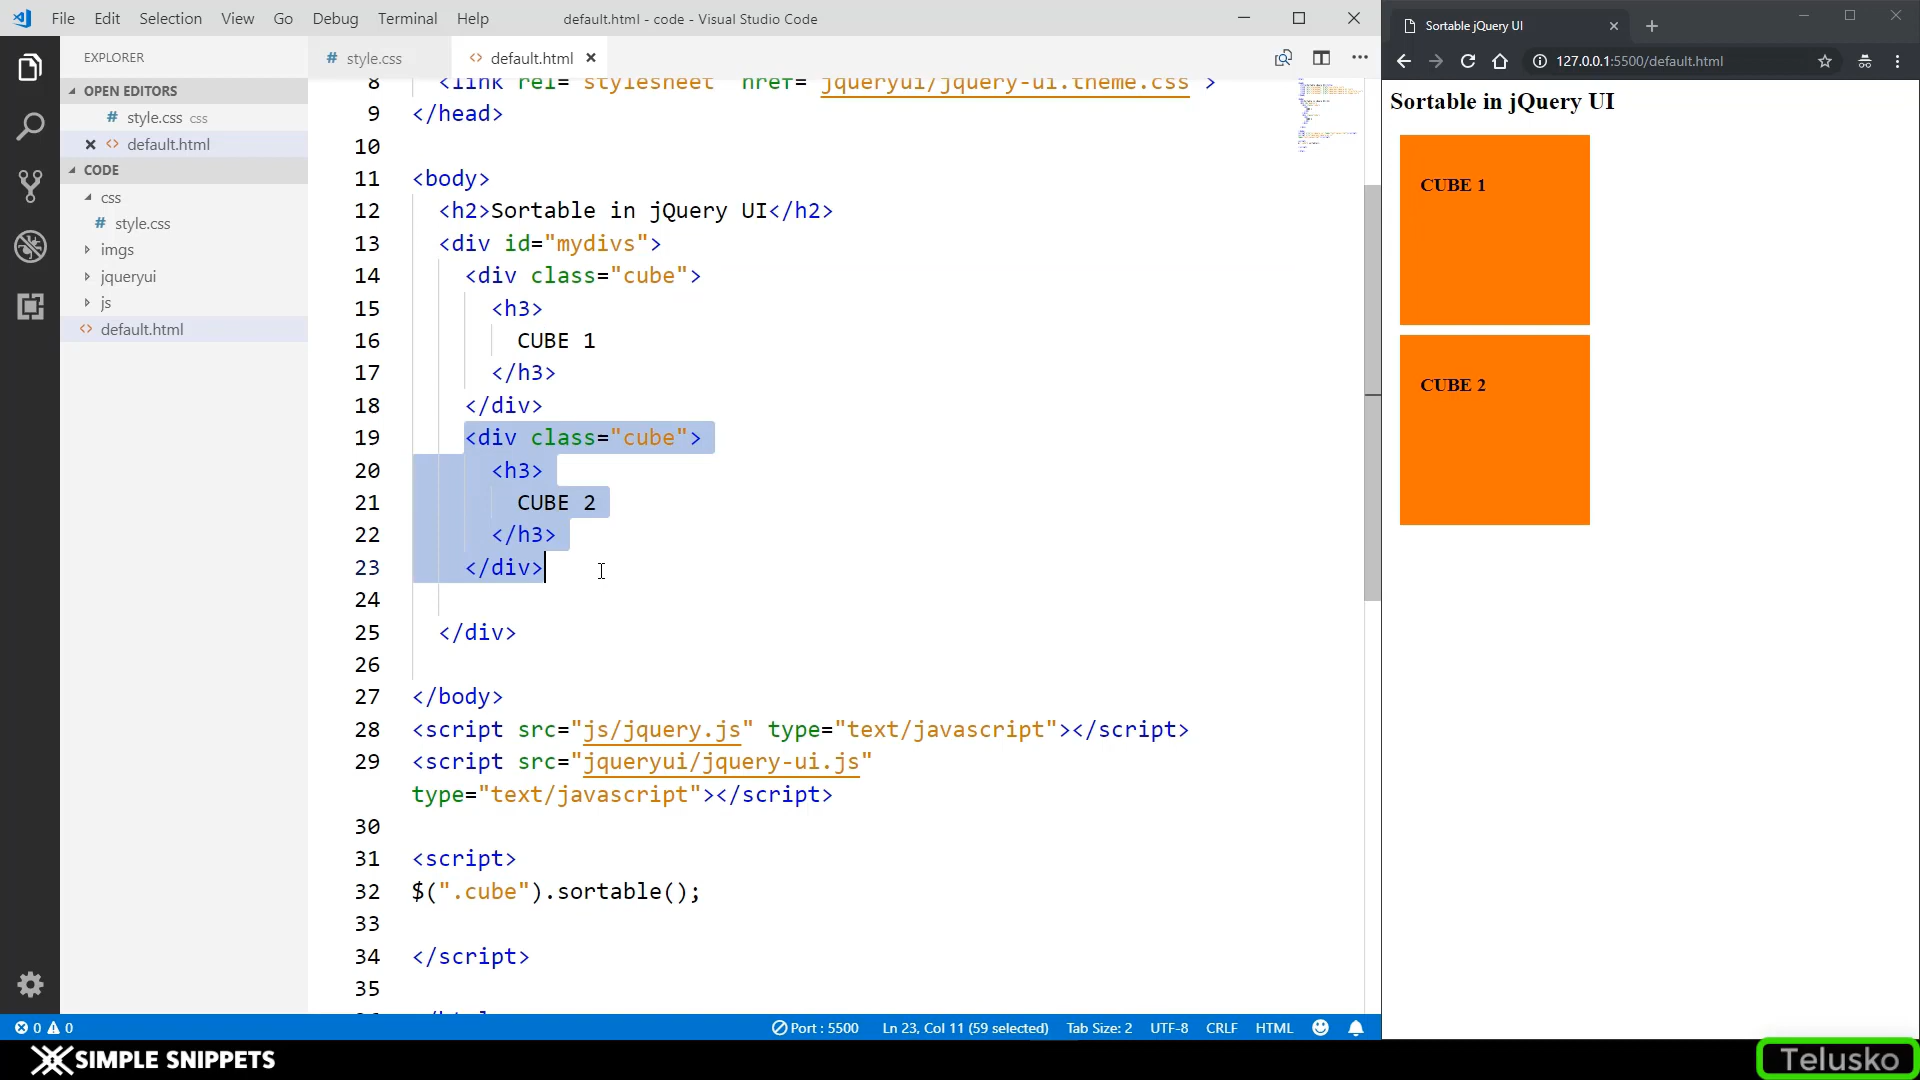 File Edit Selection View Go Debug Terminal Help
default.html - code - Visual Studio Code
EXPLORER
OPEN EDITORS
# style.css css
<> default.html
CODE
css
# style.css
imgs
jqueryui
js
<> default.html
# style.css
<> default.html
8 <link rel="stylesheet" href="jqueryui/jquery-ui.theme.css">
9 </head>
10
11 <body>
12 <h2>Sortable in jQuery UI</h2>
13 <div id="mydivs">
14 <div class="cube">
15 <h3>
16 CUBE 1
17 </h3>
18 </div>
19 <div class="cube">
20 <h3>
21 CUBE 2
22 </h3>
23 </div>
24
25 </div>
26
27 </body>
28 <script src="js/jquery.js" type="text/javascript"></script>
29 <script src="jqueryui/jquery-ui.js"
type="text/javascript"></script>
30
31 <script>
32 $(".cube").sortable();
33
34 </script>
35
0 0
Port : 5500 Ln 23, Col 11 (59 selected) Tab Size: 2 UTF-8 CRLF HTML
Sortable jQuery UI
127.0.0.1:5500/default.html
Sortable in jQuery UI
CUBE 1
CUBE 2
SIMPLE SNIPPETS
Telusko